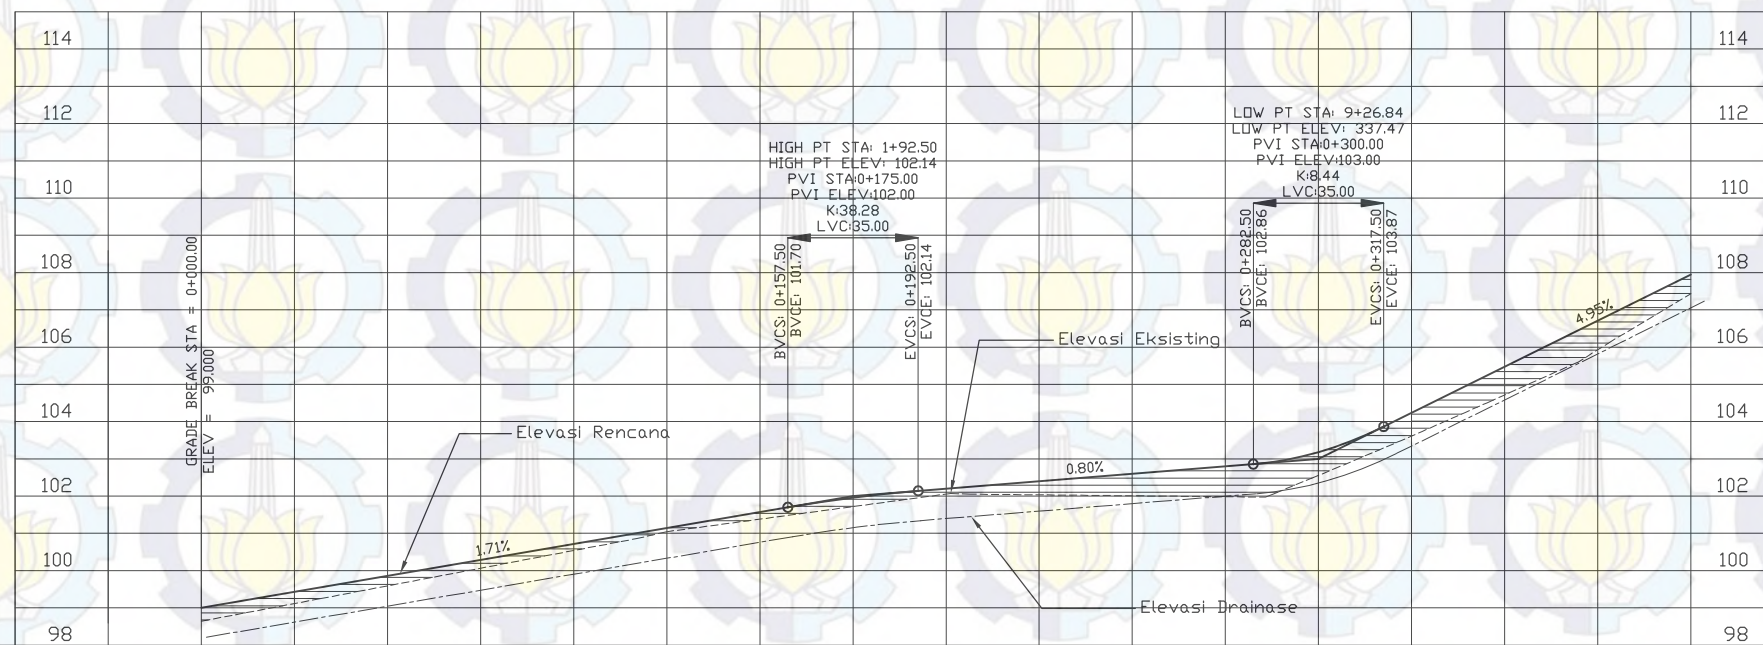 114
112
110
108
106
104
102
100
98
GRADE BREAK STA = 0+000.00
ELEV = 99.000
Elevasi Rencana
1.71%
HIGH PT STA: 1+92.50
HIGH PT ELEV: 102.14
PVI STA:0+175.00
PVI ELEV:102.00
K:38.28
LVC:35.00
BVCS: 0+157.50
BVCE: 101.70
EVCS: 0+192.50
EVCE: 102.14
Elevasi Eksisting
0.80%
Elevasi Drainase
LOW PT STA: 9+26.84
LOW PT ELEV: 337.47
PVI STA:0+300.00
PVI ELEV:103.00
K:8.44
LVC:35.00
BVCS: 0+282.50
BVCE: 102.86
EVCS: 0+317.50
EVCE: 103.87
4.95%
114
112
110
108
106
104
102
100
98